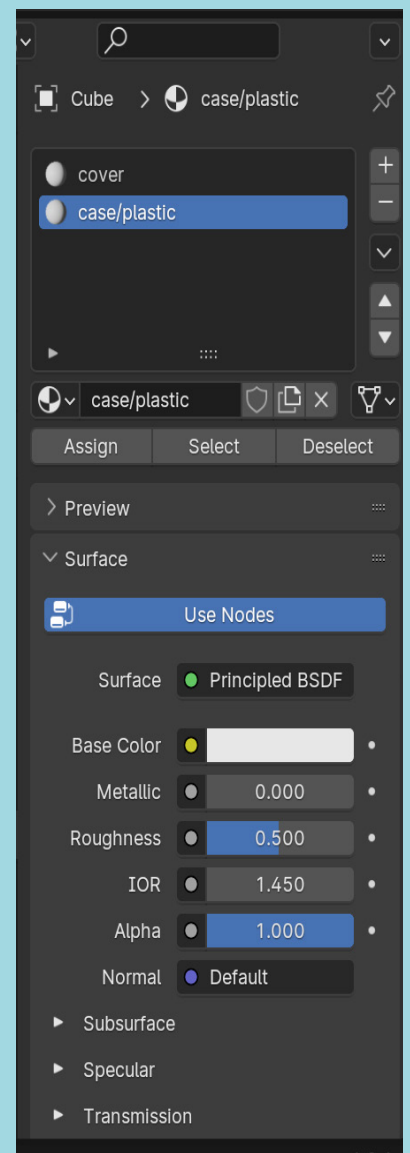 Cube > case/plastic
cover
case/plastic
case/plastic
Assign Select Deselect
Preview
Surface
Use Nodes
Surface Principled BSDF
Base Color
Metallic 0.000
Roughness 0.500
IOR 1.450
Alpha 1.000
Normal Default
Subsurface
Specular
Transmission